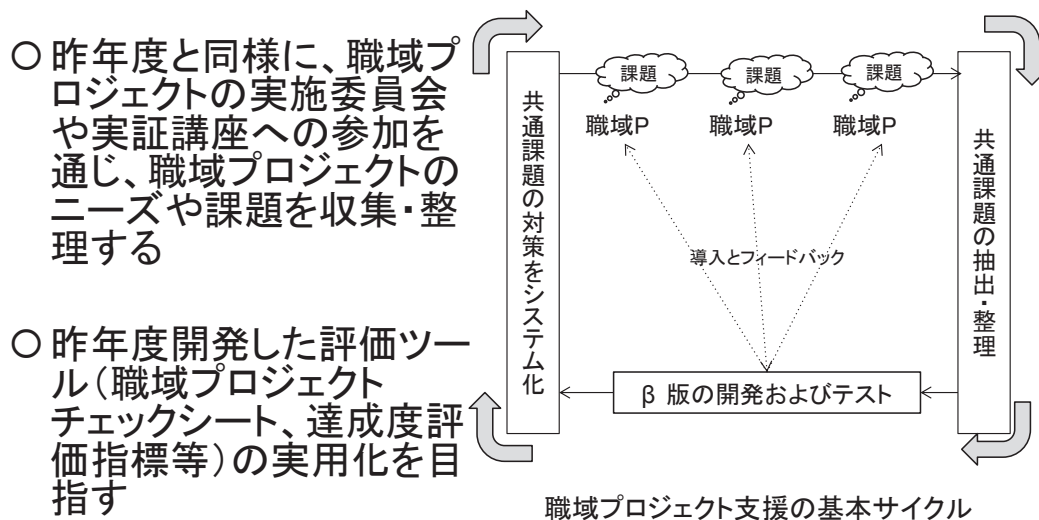 ○ 昨年度と同様に、職域プ
ロジェクトの実施委員会
や実証講座への参加を
通じ、職域プロジェクトの
ニーズや課題を収集・整
理する
○ 昨年度開発した評価ツー
ル（職域プロジェクト
チェックシート、達成度評
価指標等）の実用化を目
指す
共通課題の対策をシステム化
課題
課題
課題
職域P
職域P
職域P
導入とフィードバック
β 版の開発およびテスト
共通課題の抽出・整理
職域プロジェクト支援の基本サイクル